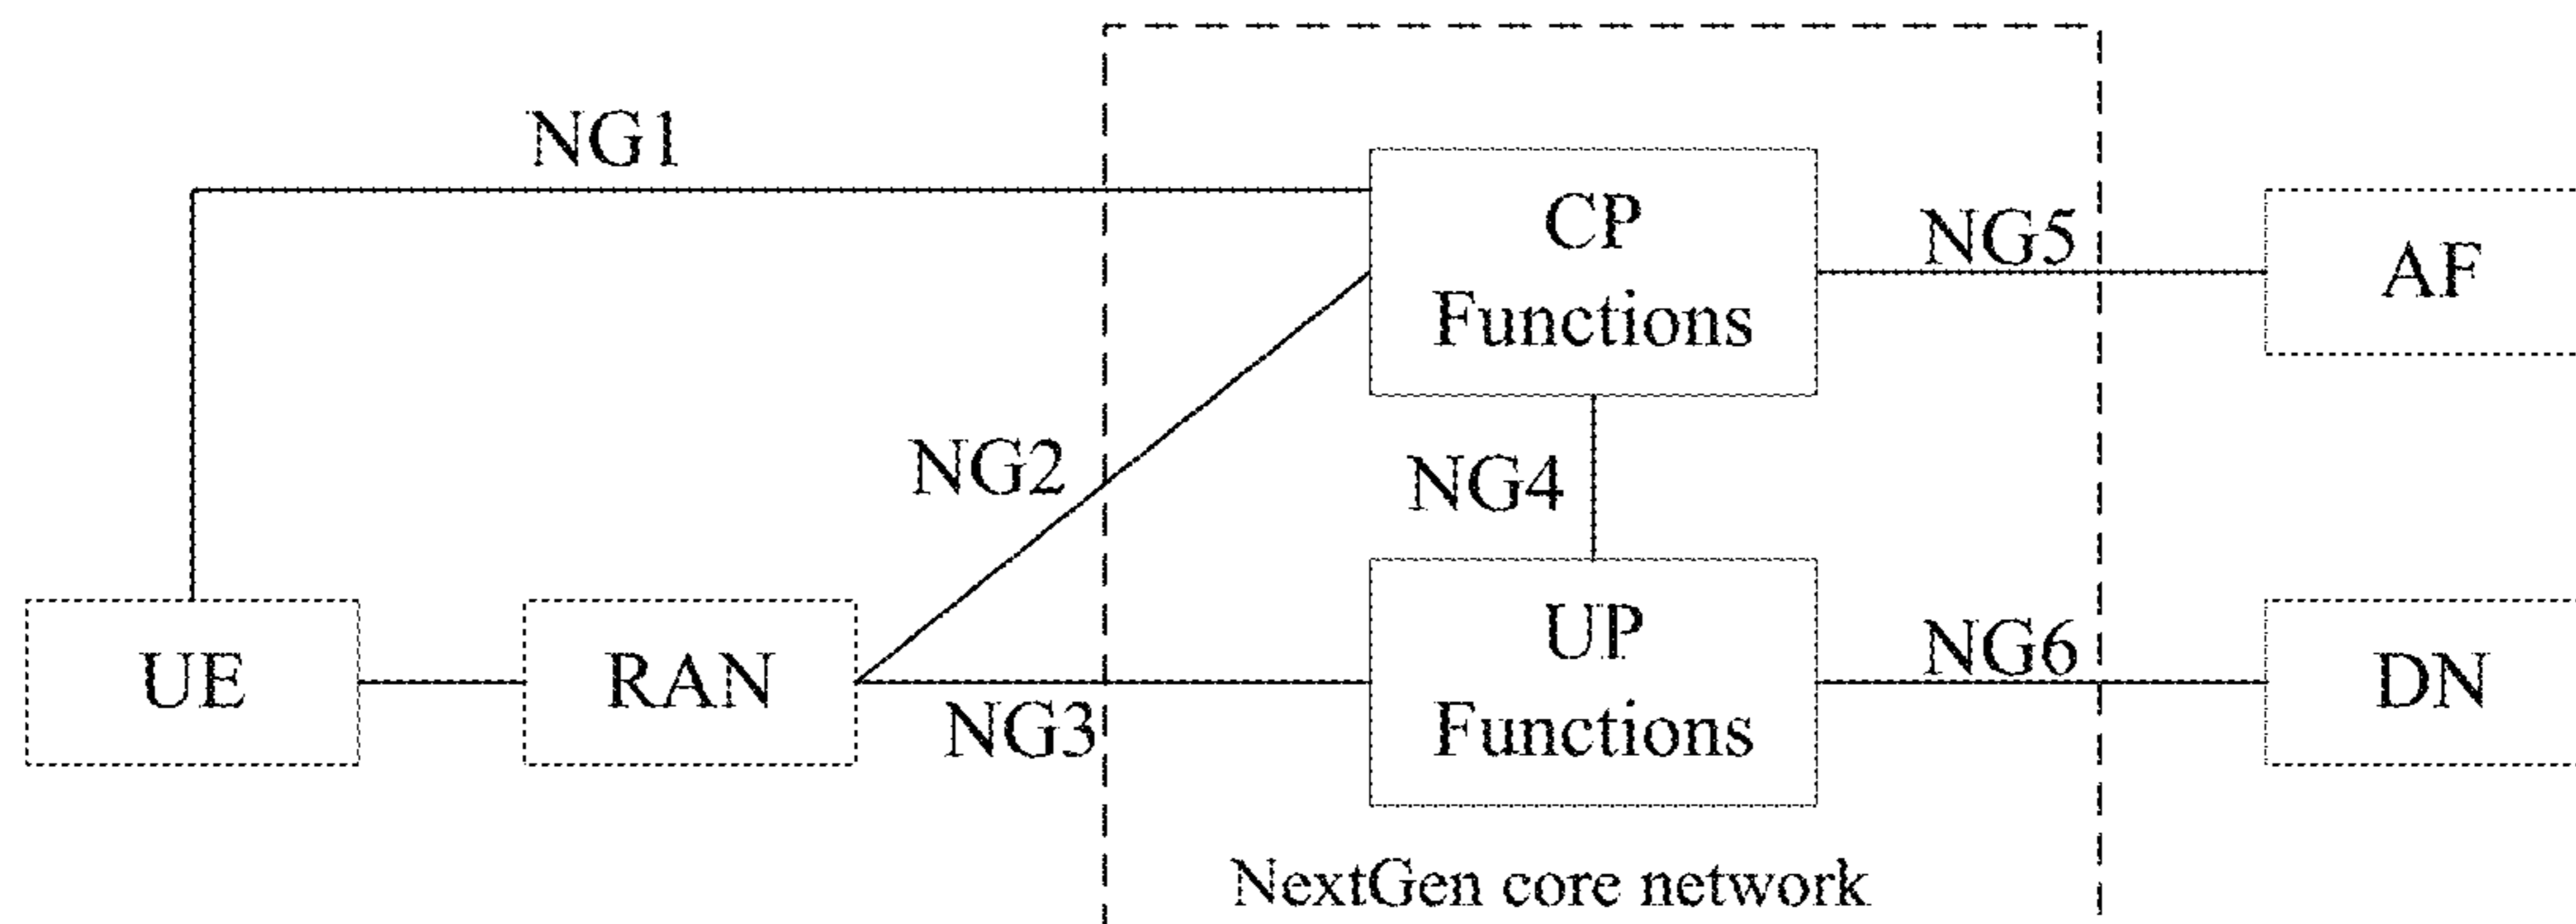 NG1
CP
Functions
NG5
AF
NG2
NG4
UE
RAN
NG3
UP
Functions
NG6
DN
NextGen core network